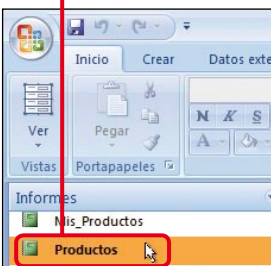 Inicio Crear Datos exte
Ver Pegar N K S
A
Vistas Portapapeles
Informes
Mis_Productos
Productos